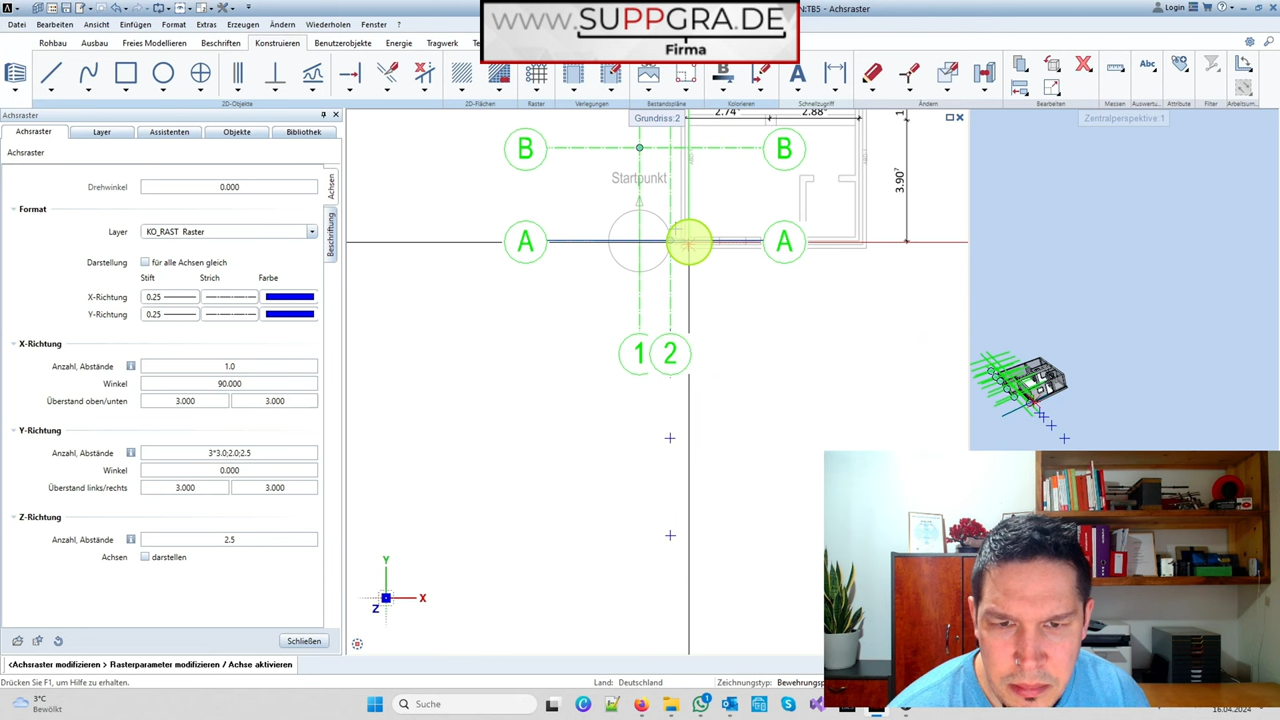 www.SUPPGRA.DE
Firma
:TB5 - Achsraster
Login
Datei Ansicht Einfügen Format Extras Erzeugen Ändern Wiederholen Fenster
Rohbau Ausbau Freies Modellieren Beschriften Konstruieren Benutzerobjekte Energie Tragwerk
2D-Objekte 2D-Flächen Raster Verlegungen Bestandspläne Kolorieren Schnellzugriff Ändern Bearbeiten Messen Auswertu... Attribute Filter Arbeitsum...
Achsraster
Achsraster Layer Assistenten Objekte Bibliothek
Achsraster
Achsen
Beschriftung
Drehwinkel 0.000
Format
Layer KO_RAST Raster
Darstellung für alle Achsen gleich
Stift Strich Farbe
X-Richtung 0.25
Y-Richtung 0.25
X-Richtung
Anzahl, Abstände 1.0
Winkel 90.000
Überstand oben/unten 3.000 3.000
Y-Richtung
Anzahl, Abstände 3*3.0;2.0;2.5
Winkel 0.000
Überstand links/rechts 3.000 3.000
Z-Richtung
Anzahl, Abstände 2.5
Achsen darstellen
Schließen
Grundriss:2
Zentralperspektive:1
2.74⁵ 2.88⁵
3.90⁷
B B
Startpunkt
A A
1 2
Y
X
Z
<Achsraster modifizieren > Rasterparameter modifizieren / Achse aktivieren
Drücken Sie F1, um Hilfe zu erhalten.
Land: Deutschland
Zeichnungstyp: Bewehrungsp
3°C
Bewölkt
Suche
16.04.2024